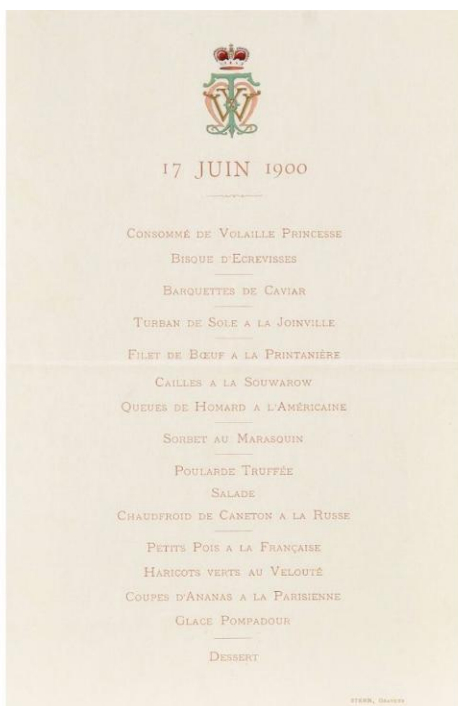 17 JUIN 1900
CONSOMMÉ DE VOLAILLE PRINCESSE
BISQUE D'ECREVISSES
BARQUETTES DE CAVIAR
TURBAN DE SOLE A LA JOINVILLE
FILET DE BŒUF A LA PRINTANIÈRE
CAILLES A LA SOUWAROW
QUEUES DE HOMARD A L'AMÉRICAINE
SORBET AU MARASQUIN
POULARDE TRUFFÉE
SALADE
CHAUDFROID DE CANETON A LA RUSSE
PETITS POIS A LA FRANÇAISE
HARICOTS VERTS AU VELOUTÉ
COUPES D'ANANAS A LA PARISIENNE
GLACE POMPADOUR
DESSERT
STERN,